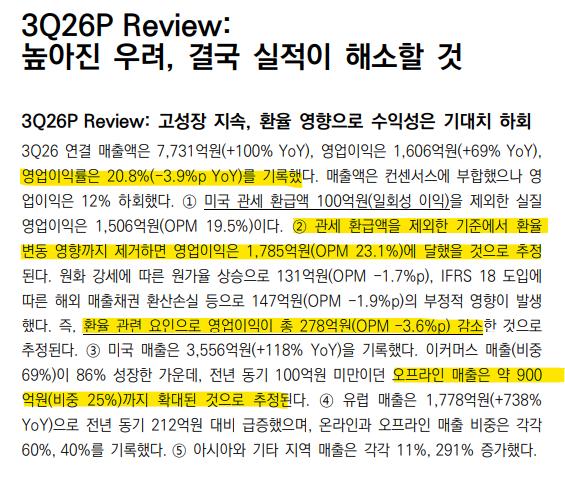 3Q26P Review:
높아진 우려, 결국 실적이 해소할 것
3Q26P Review: 고성장 지속, 환율 영향으로 수익성은 기대치 하회
3Q26 연결 매출액은 7,731억원(+100% YoY), 영업이익은 1,606억원(+69% YoY),
영업이익률은 20.8%(-3.9%p YoY)를 기록했다. 매출액은 컨센서스에 부합했으나 영
업이익은 12% 하회했다. ① 미국 관세 환급액 100억원(일회성 이익)을 제외한 실질
영업이익은 1,506억원(OPM 19.5%)이다. ② 관세 환급액을 제외한 기준에서 환율
변동 영향까지 제거하면 영업이익은 1,785억원(OPM 23.1%)에 달했을 것으로 추정
된다. 원화 강세에 따른 원가율 상승으로 131억원(OPM -1.7%p), IFRS 18 도입에
따른 해외 매출채권 환산손실 등으로 147억원(OPM -1.9%p)의 부정적 영향이 발생
했다. 즉, 환율 관련 요인으로 영업이익이 총 278억원(OPM -3.6%p) 감소한 것으로
추정된다. ③ 미국 매출은 3,556억원(+118% YoY)을 기록했다. 이커머스 매출(비중
69%)이 86% 성장한 가운데, 전년 동기 100억원 미만이던 오프라인 매출은 약 900
억원(비중 25%)까지 확대된 것으로 추정된다. ④ 유럽 매출은 1,778억원(+738%
YoY)으로 전년 동기 212억원 대비 급증했으며, 온라인과 오프라인 매출 비중은 각각
60%, 40%를 기록했다. ⑤ 아시아와 기타 지역 매출은 각각 11%, 291% 증가했다.